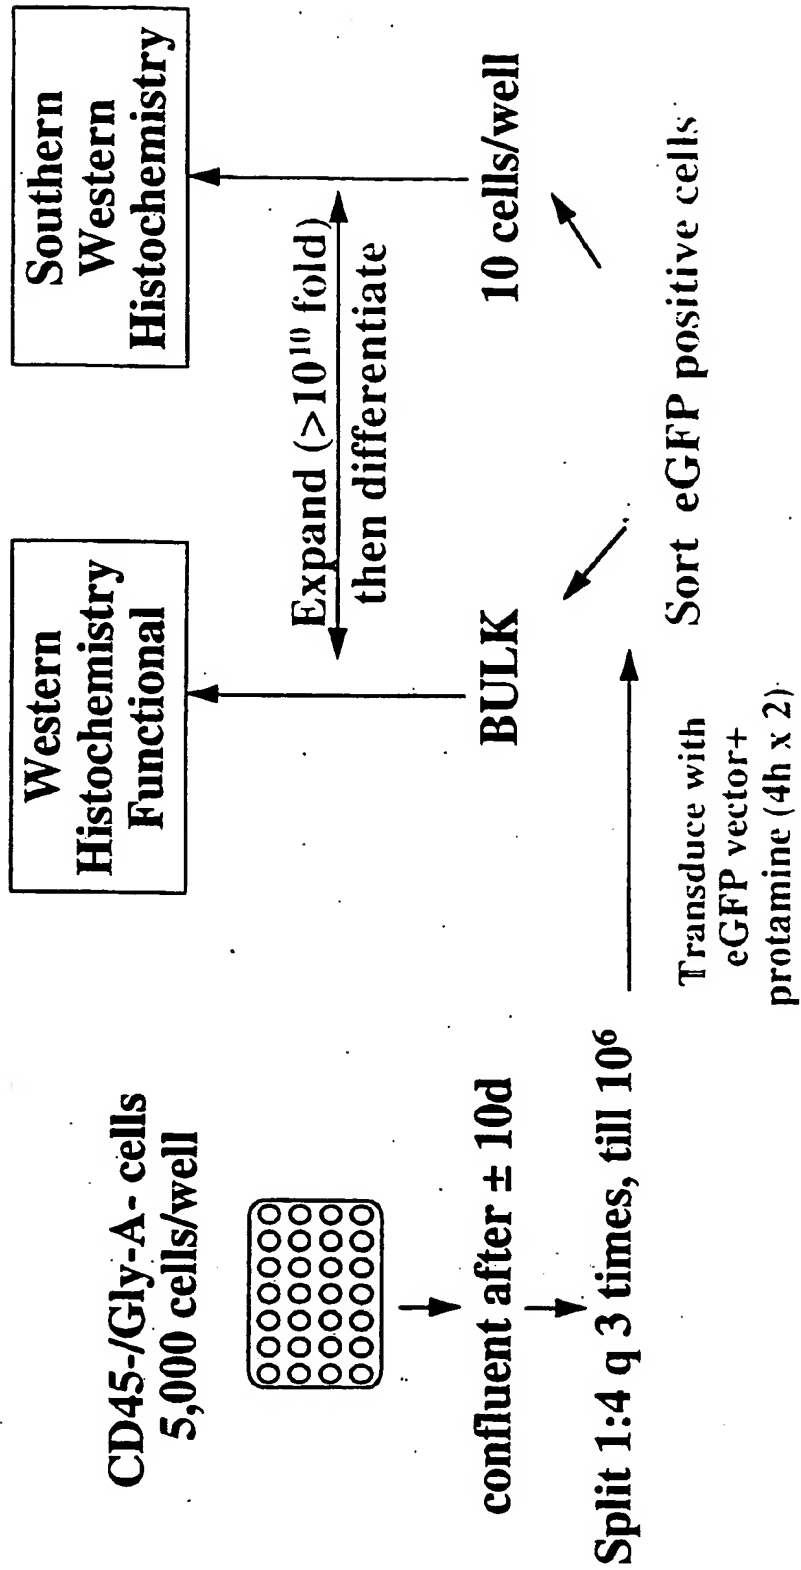 CD45-/Gly-A- cells
5,000 cells/well
confluent after ± 10d
Split 1:4 q 3 times, till 10⁶
Transduce with
eGFP vector+
protamine (4h x 2)
Sort eGFP positive cells
BULK
10 cells/well
Expand (>10¹⁰ fold)
then differentiate
Western
Histochemistry
Functional
Southern
Western
Histochemistry